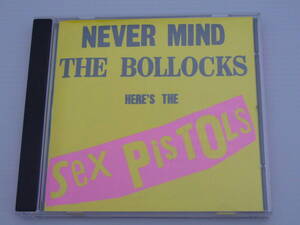 NEVER MIND
THE BOLLOCKS
HERE'S THE
Sex PISTOLS